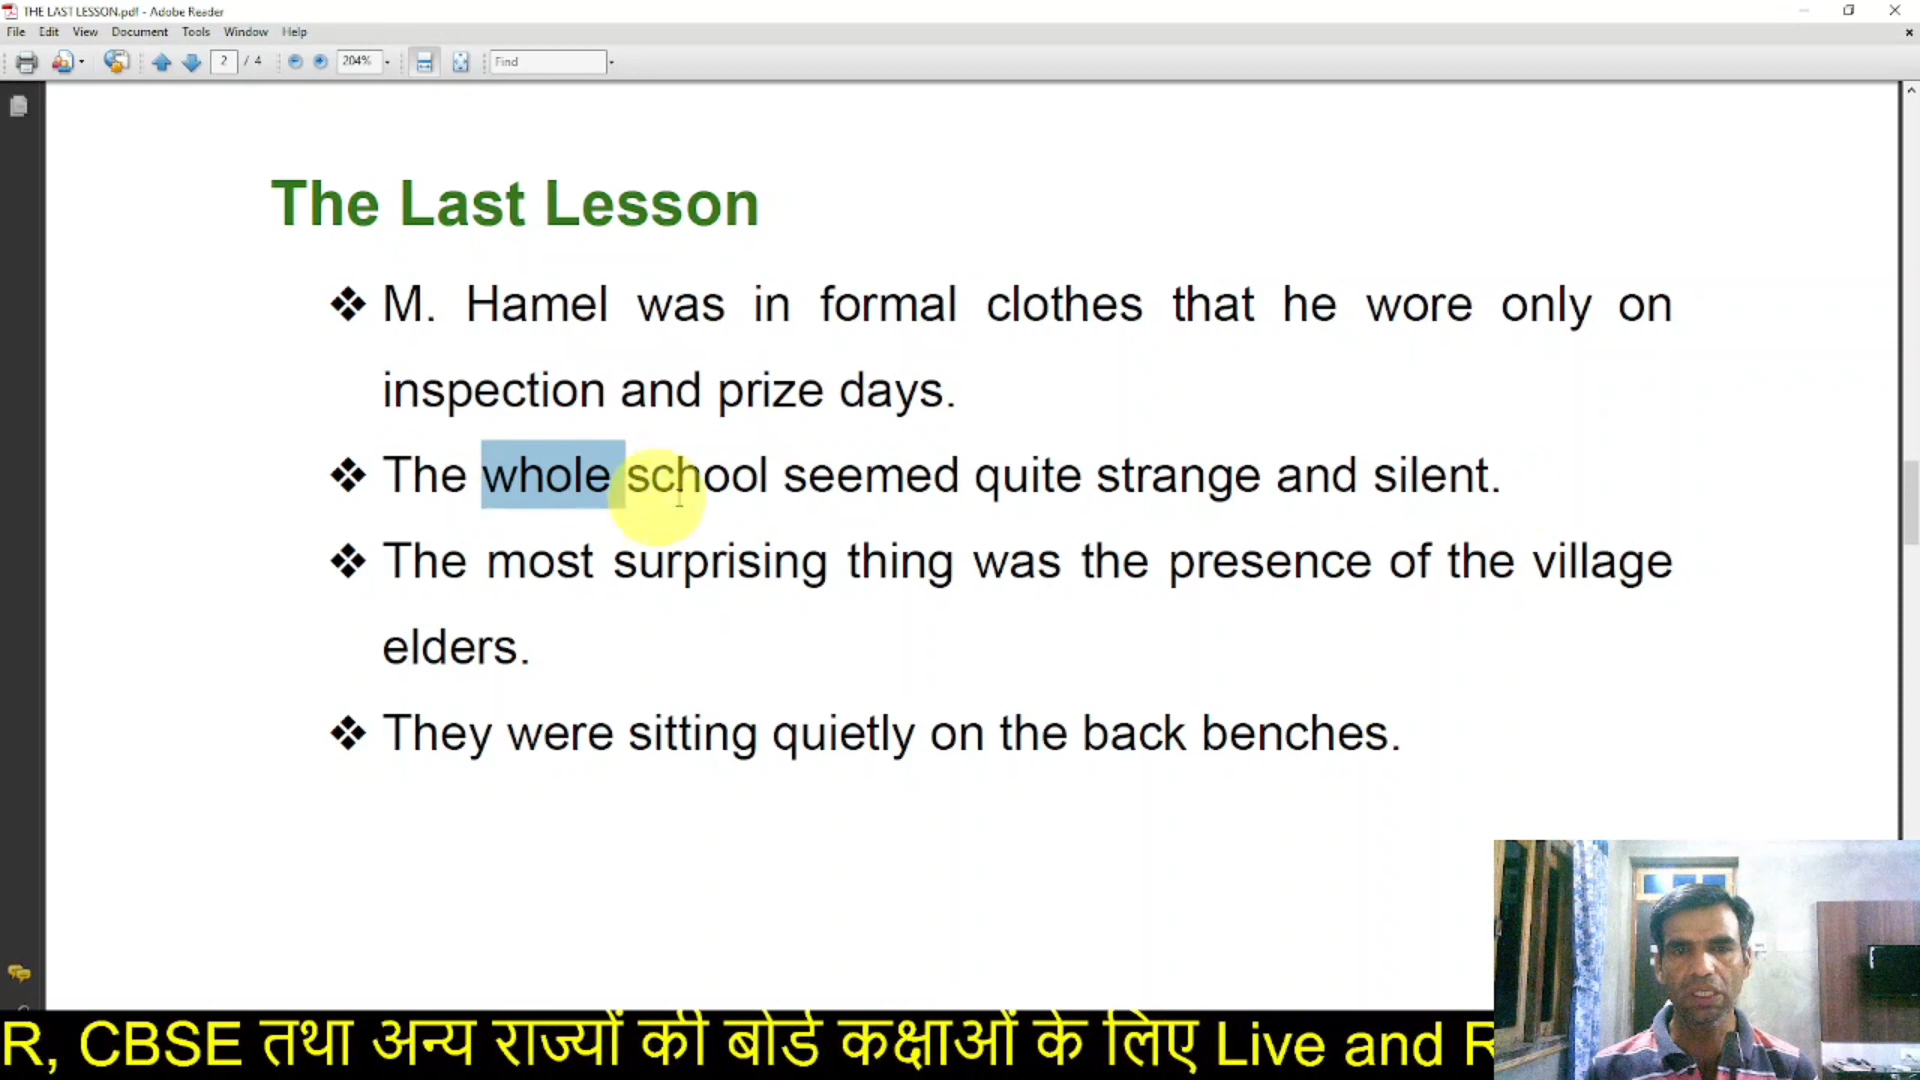 THE LAST LESSON.pdf - Adobe Reader
File Edit View Document Tools Window Help
2 / 4 204% Find
The Last Lesson
❖ M. Hamel was in formal clothes that he wore only on
inspection and prize days.
❖ The whole school seemed quite strange and silent.
❖ The most surprising thing was the presence of the village
elders.
❖ They were sitting quietly on the back benches.
R, CBSE तथा अन्य राज्यों की बोर्ड कक्षाओं के लिए Live and R